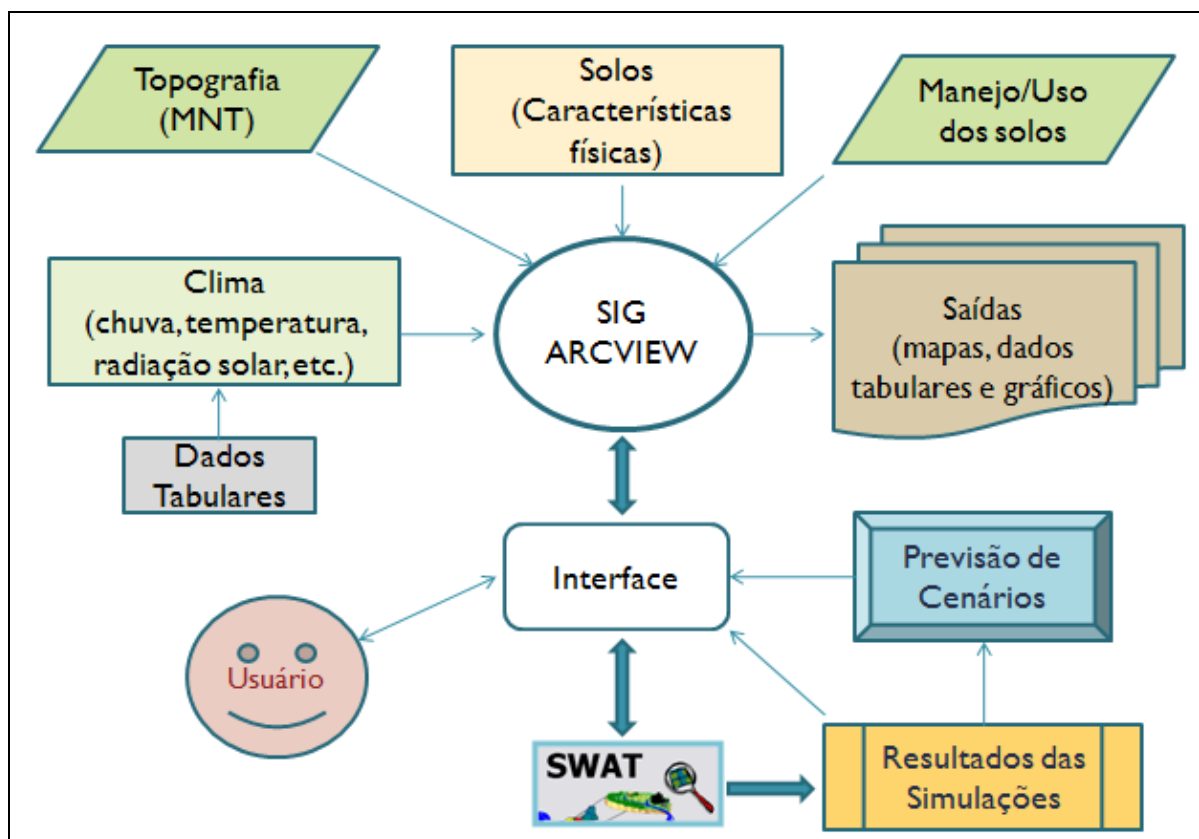 Topografia
(MNT)
Solos
(Características
físicas)
Manejo/Uso
dos solos
Clima
(chuva, temperatura,
radiação solar, etc.)
SIG
ARCVIEW
Saídas
(mapas, dados
tabulares e gráficos)
Dados
Tabulares
Interface
Previsão de
Cenários
Usuário
SWAT
Resultados das
Simulações